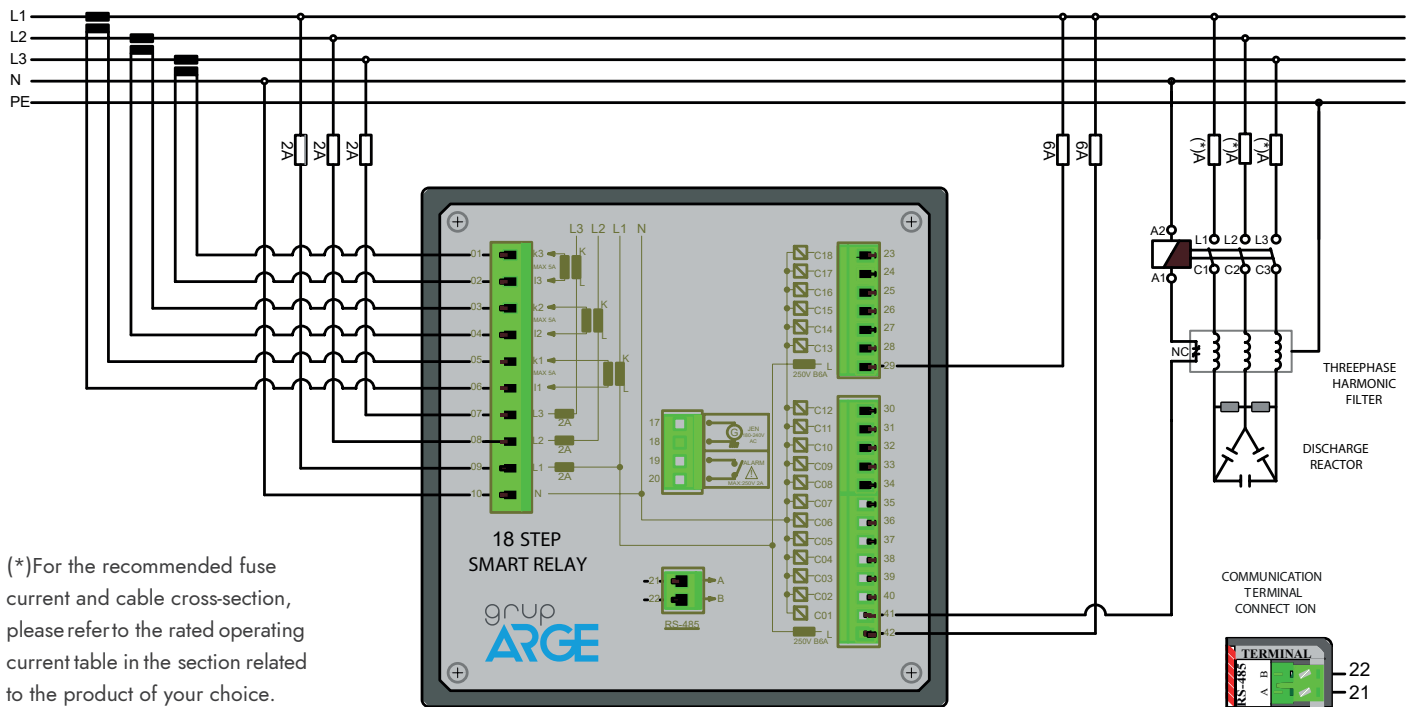 L1
L2
L3
N
PE
2A
2A
2A
6A
6A
(*)A
(*)A
(*)A
L3 L2 L1 N
01
k3
K
MAX 5A
02
l3
L
03
k2
K
MAX 5A
04
l2
L
05
k1
K
MAX 5A
06
l1
L
07
L3
2A
08
L2
2A
09
L1
2A
10
N
C18
23
C17
24
C16
25
C15
26
C14
27
C13
28
L
29
250V B6A
C12
30
C11
31
C10
32
C09
33
C08
34
C07
35
C06
36
C05
37
C04
38
C03
39
C02
40
C01
41
L
42
250V B6A
17
18
19
20
G
JEN
AC
ALARM
MAX 250V 2A
21
A
22
B
RS-485
18 STEP
SMART RELAY
grup
ARGE
A2
A1
L1
L2
L3
C1
C2
C3
NC
THREEPHASE
HARMONIC
FILTER
DISCHARGE
REACTOR
COMMUNICATION
TERMINAL
CONNECT ION
TERMINAL
RS-485
B
A
22
21
(*)For the recommended fuse
current and cable cross-section,
please refer to the rated operating
current table in the section related
to the product of your choice.